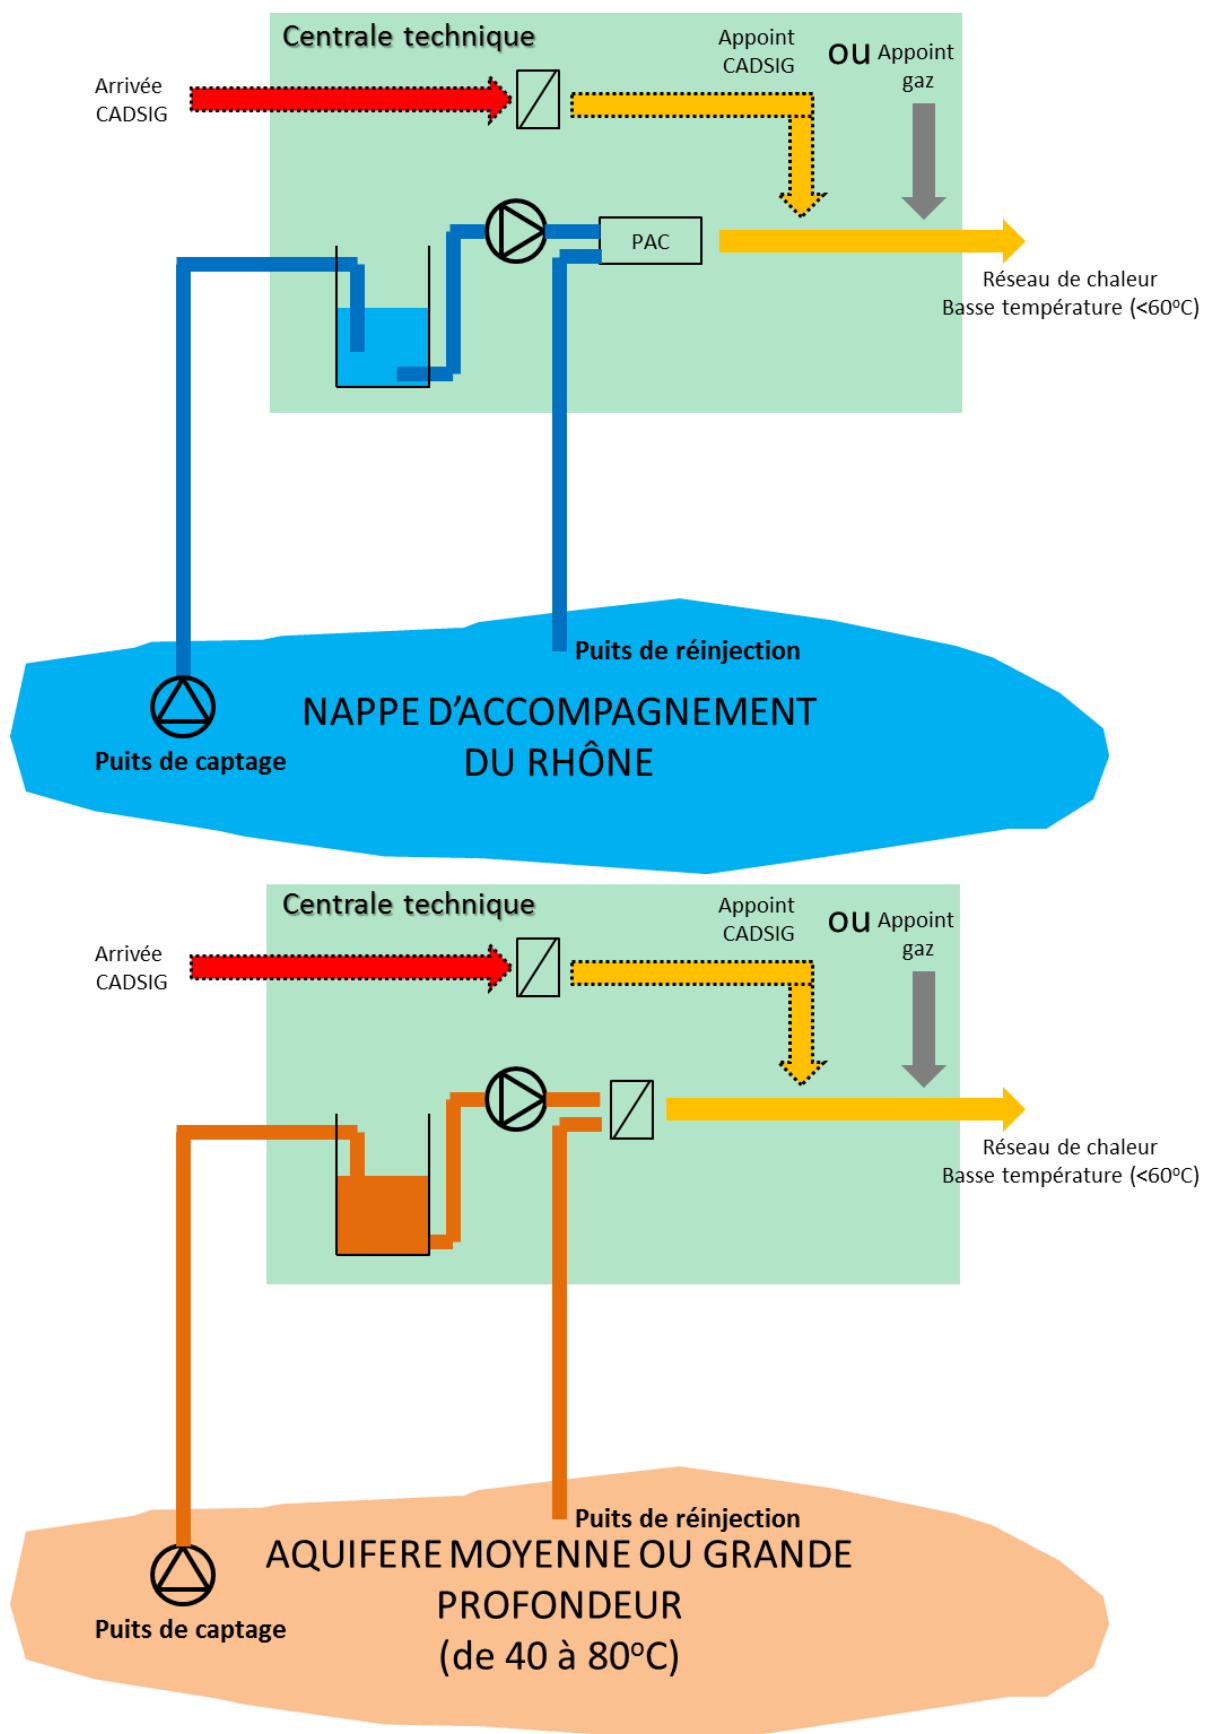 Centrale technique
Appoint
CADSIG
ou Appoint
gaz
Arrivée
CADSIG
PAC
Réseau de chaleur
Basse température (<60°C)
Puits de réinjection
NAPPE D’ACCOMPAGNEMENT
DU RHÔNE
Puits de captage
Centrale technique
Appoint
CADSIG
ou Appoint
gaz
Arrivée
CADSIG
Réseau de chaleur
Basse température (<60°C)
Puits de réinjection
AQUIFERE MOYENNE OU GRANDE
PROFONDEUR
(de 40 à 80°C)
Puits de captage